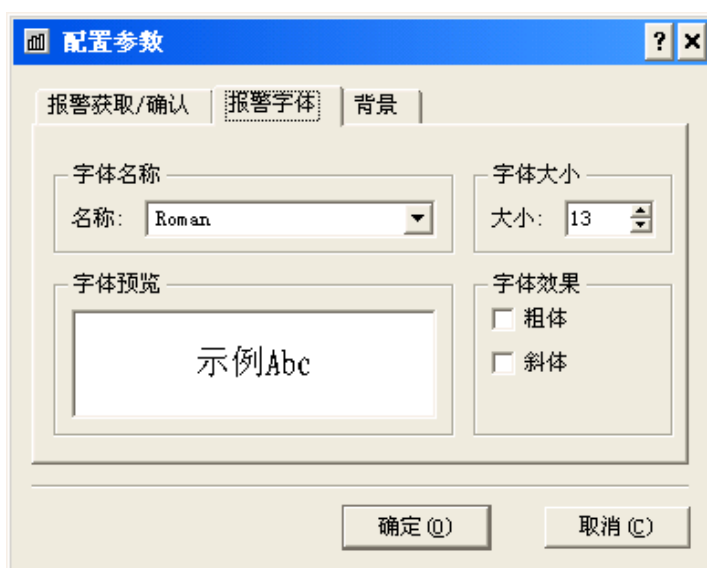 配置参数
报警获取/确认 报警字体 背景
字体名称 字体大小
名称: Roman 大小: 13
字体预览 字体效果
粗体
示例Abc 斜体
确定(O) 取消(C)